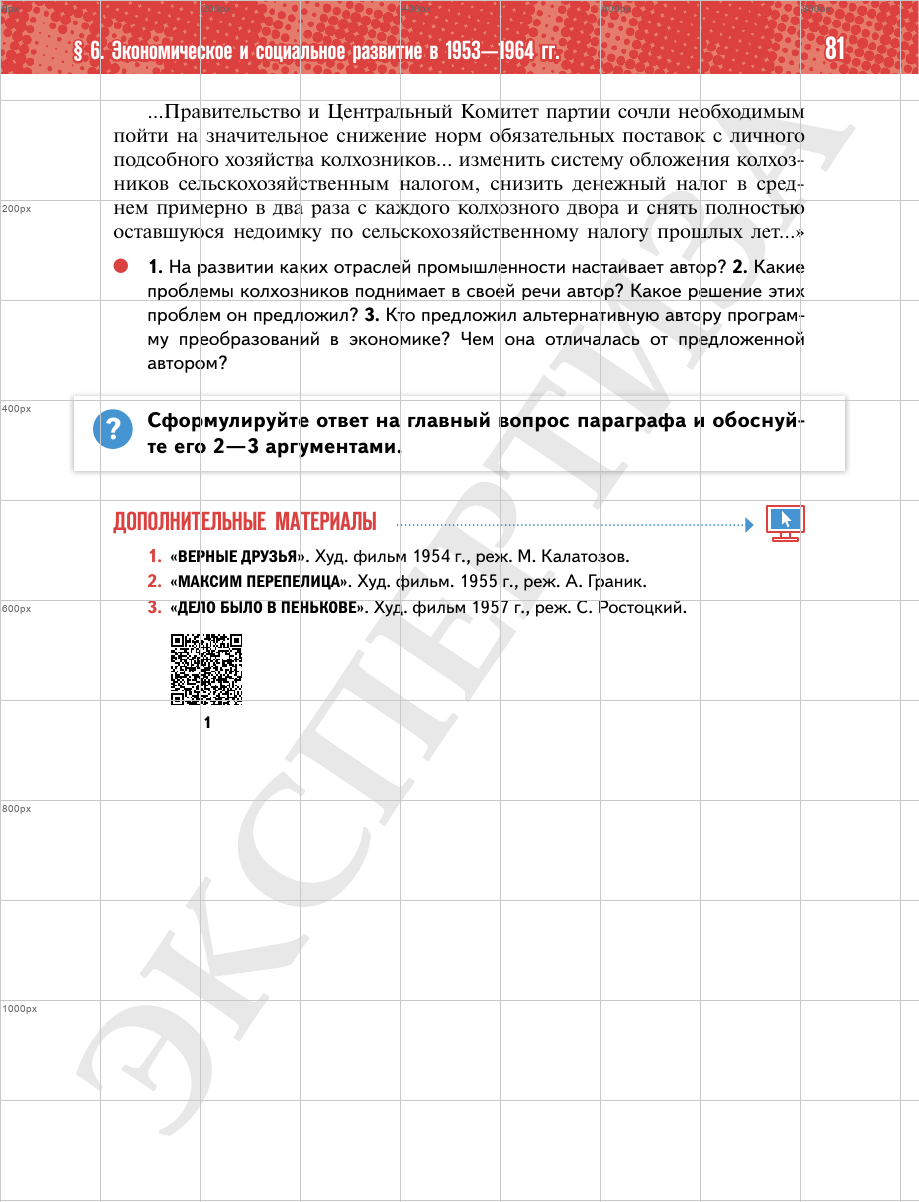 § 6. Экономическое и социальное развитие в 1953—1964 гг.
81
...Правительство и Центральный Комитет партии сочли необходимым
пойти на значительное снижение норм обязательных поставок с личного
подсобного хозяйства колхозников... изменить систему обложения колхоз-
ников сельскохозяйственным налогом, снизить денежный налог в сред-
нем примерно в два раза с каждого колхозного двора и снять полностью
оставшуюся недоимку по сельскохозяйственному налогу прошлых лет...»
1. На развитии каких отраслей промышленности настаивает автор? 2. Какие
проблемы колхозников поднимает в своей речи автор? Какое решение этих
проблем он предложил? 3. Кто предложил альтернативную автору програм-
му преобразований в экономике? Чем она отличалась от предложенной
автором?
? Сформулируйте ответ на главный вопрос параграфа и обоснуй-
те его 2—3 аргументами.
ДОПОЛНИТЕЛЬНЫЕ МАТЕРИАЛЫ
1. «ВЕРНЫЕ ДРУЗЬЯ». Худ. фильм 1954 г., реж. М. Калатозов.
2. «МАКСИМ ПЕРЕПЕЛИЦА». Худ. фильм. 1955 г., реж. А. Граник.
3. «ДЕЛО БЫЛО В ПЕНЬКОВЕ». Худ. фильм 1957 г., реж. С. Ростоцкий.
1
ЭКСПЕРТИЗА
200px
400px
600px
800px
1000px